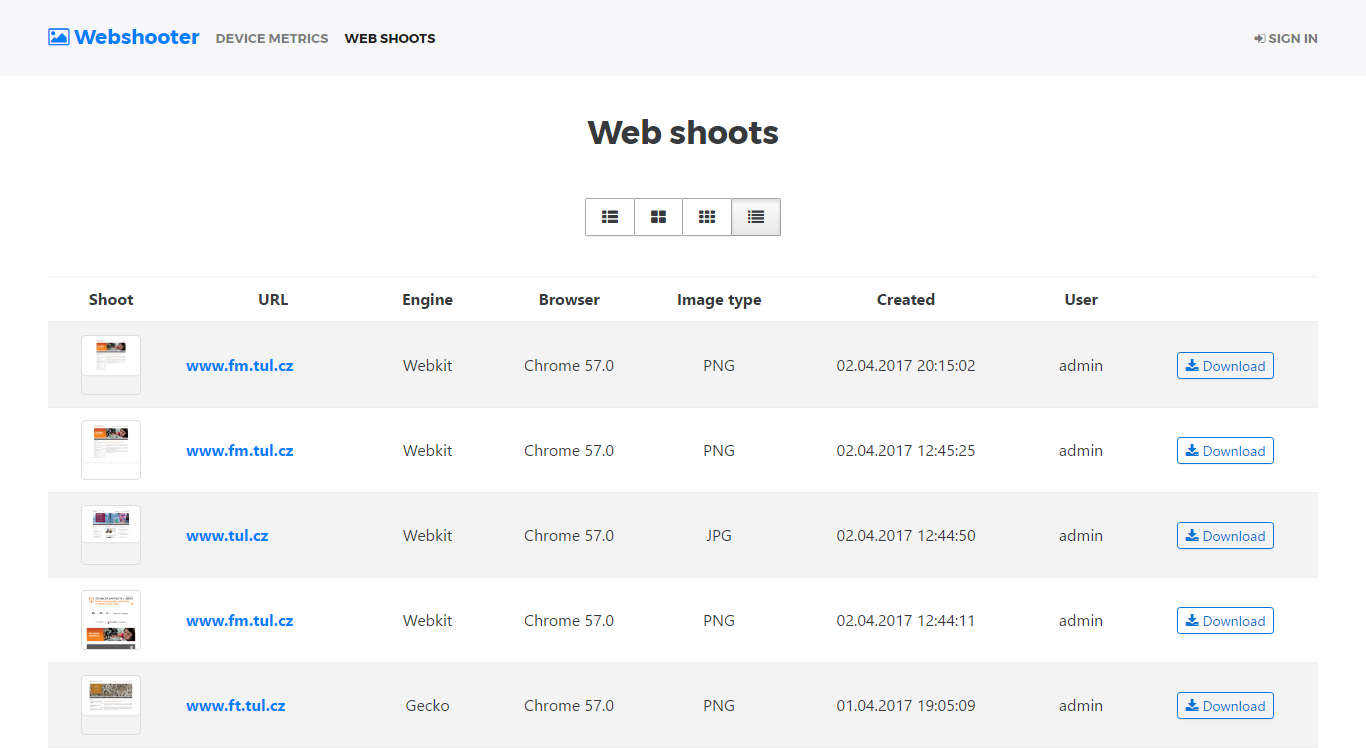 Webshooter DEVICE METRICS WEB SHOOTS SIGN IN
Web shoots
Shoot URL Engine Browser Image type Created User
www.fm.tul.cz Webkit Chrome 57.0 PNG 02.04.2017 20:15:02 admin Download
www.fm.tul.cz Webkit Chrome 57.0 PNG 02.04.2017 12:45:25 admin Download
www.tul.cz Webkit Chrome 57.0 JPG 02.04.2017 12:44:50 admin Download
www.fm.tul.cz Webkit Chrome 57.0 PNG 02.04.2017 12:44:11 admin Download
www.ft.tul.cz Gecko Chrome 57.0 PNG 01.04.2017 19:05:09 admin Download